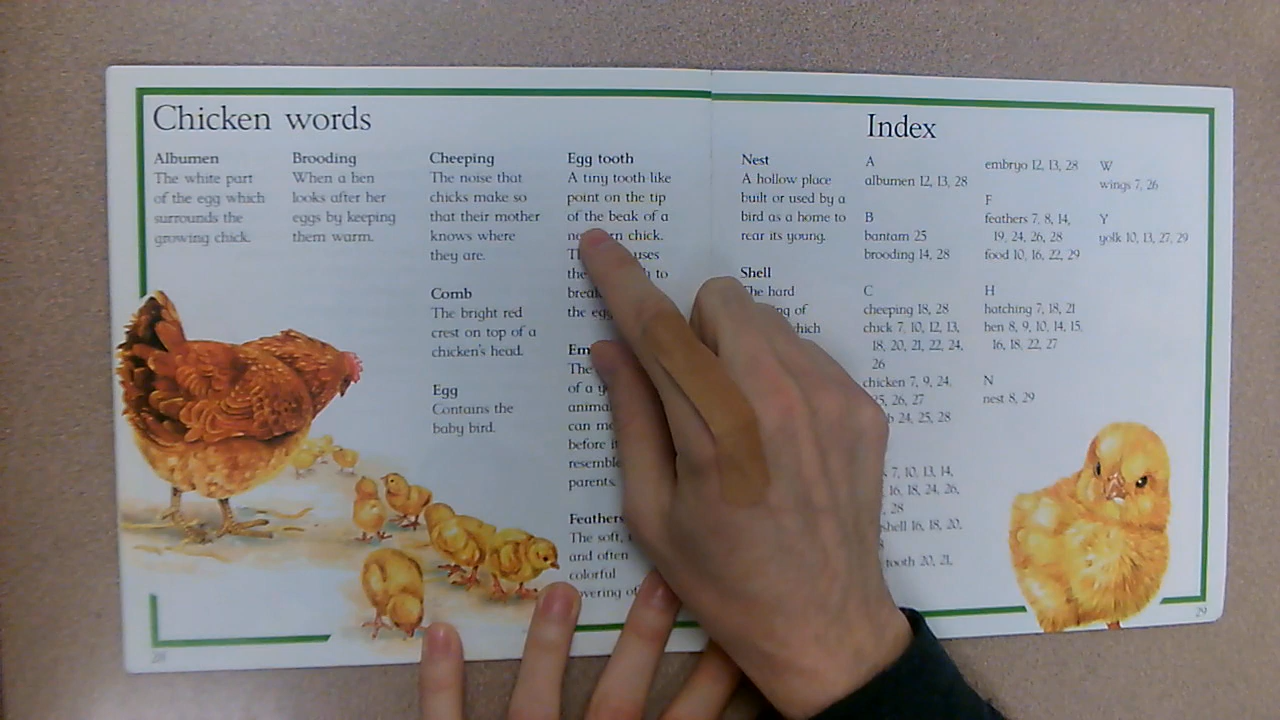 Chicken words
Albumen
The white part
of the egg which
surrounds the
growing chick.
Brooding
When a hen
looks after her
eggs by keeping
them warm.
Cheeping
The noise that
chicks make so
that their mother
knows where
they are.
Comb
The bright red
crest on top of a
chicken's head.
Egg
Contains the
baby bird.
Egg tooth
A tiny tooth like
point on the tip
of the beak of a
chick.
uses
the to
break
the egg
The
of a
can
before
resemble
parents.
Feathers
The soft,
and often
colorful
28
Index
Nest
A hollow place
built or used by a
bird as a home to
rear its young.
Shell
The hard
of
which
A
albumen 12, 13, 28
B
bantam 25
brooding 14, 28
C
cheeping 18, 28
chick 7, 10, 12, 13,
18, 20, 21, 22, 24,
26
chicken 7, 9, 24,
25, 26, 27
24, 25, 28
7, 10, 13, 14,
16, 18, 24, 26,
28
shell 16, 18, 20,
tooth 20, 21,
embryo 12, 13, 28
F
feathers 7, 8, 14,
19, 24, 26, 28
food 10, 16, 22, 29
H
hatching 7, 18, 21
hen 8, 9, 10, 14, 15,
16, 18, 22, 27
N
nest 8, 29
W
wings 7, 26
Y
yolk 10, 13, 27, 29
29